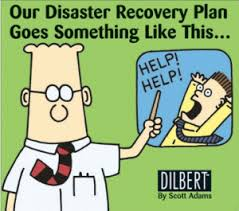 Our Disaster Recovery Plan
Goes Something Like This...
HELP!
HELP!
DILBERT
By Scott Adams